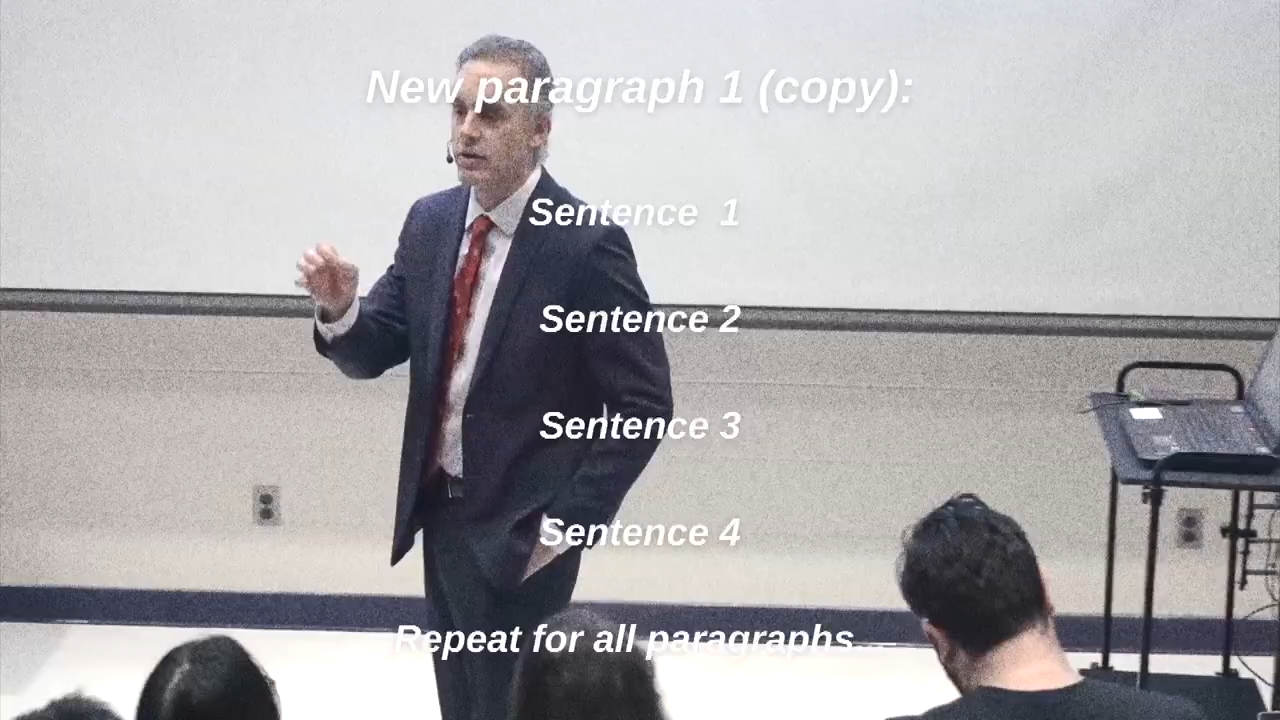 New paragraph 1 (copy):
Sentence  1
Sentence 2
Sentence 3
Sentence 4
Repeat for all paragraphs...